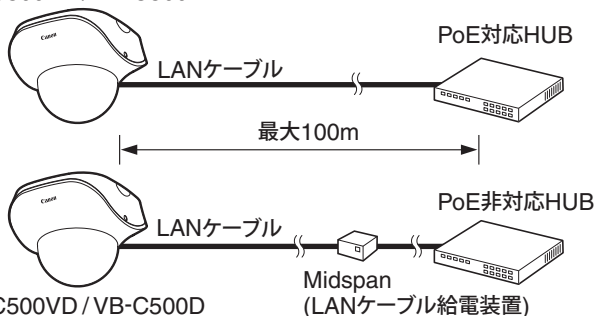 Canon
PoE対応HUB
LANケーブル
最大100m
Canon
PoE非対応HUB
LANケーブル
Midspan
C500VD / VB-C500D
(LANケーブル給電装置)